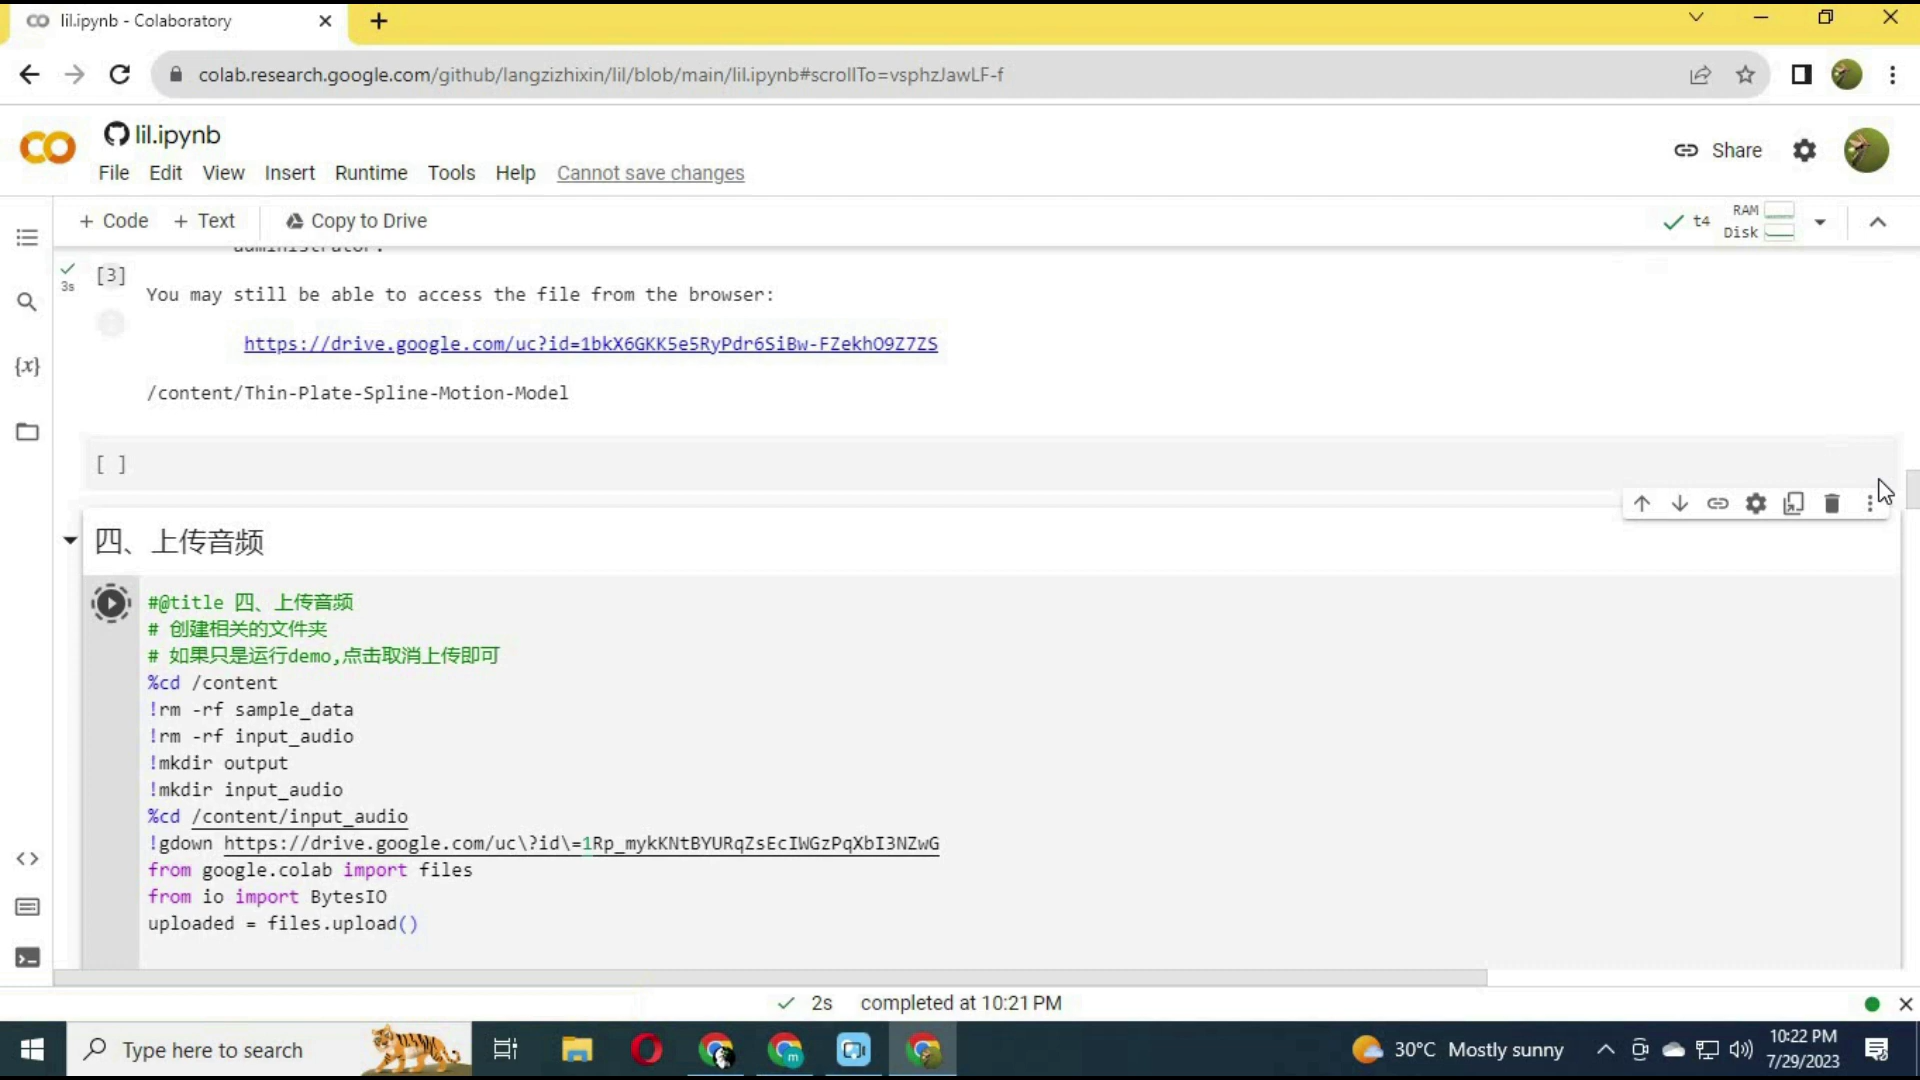 lil.ipynb - Colaboratory
colab.research.google.com/github/langzizhixin/lil/blob/main/lil.ipynb#scrollTo=vsphzJawLF-f
lil.ipynb
File Edit View Insert Runtime Tools Help Cannot save changes
Share
+ Code + Text Copy to Drive
t4 RAM
Disk
administrator.
[3]
3s
You may still be able to access the file from the browser:
https://drive.google.com/uc?id=1bkX6GKK5e5RyPdr6SiBw-FZekhO9Z7ZS
/content/Thin-Plate-Spline-Motion-Model
[ ]
四、上传音频
#@title 四、上传音频
# 创建相关的文件夹
# 如果只是运行demo,点击取消上传即可
%cd /content
!rm -rf sample_data
!rm -rf input_audio
!mkdir output
!mkdir input_audio
%cd /content/input_audio
!gdown https://drive.google.com/uc\?id\=1Rp_mykKNtBYURqZsEcIWGzPqXbI3NZwG
from google.colab import files
from io import BytesIO
uploaded = files.upload()
2s completed at 10:21 PM
Type here to search
30°C Mostly sunny
10:22 PM
7/29/2023